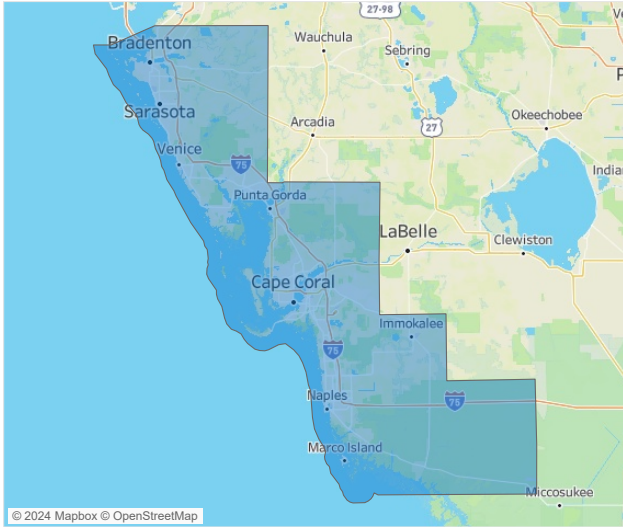 27-98
Bradenton
Wauchula
Sebring
Sarasota
Okeechobee
Arcadia
27
Venice
75
Indian
Punta Gorda
LaBelle
Clewiston
Cape Coral
Immokalee
75
Naples
75
Marco Island
Miccosukee
© 2024 Mapbox © OpenStreetMap